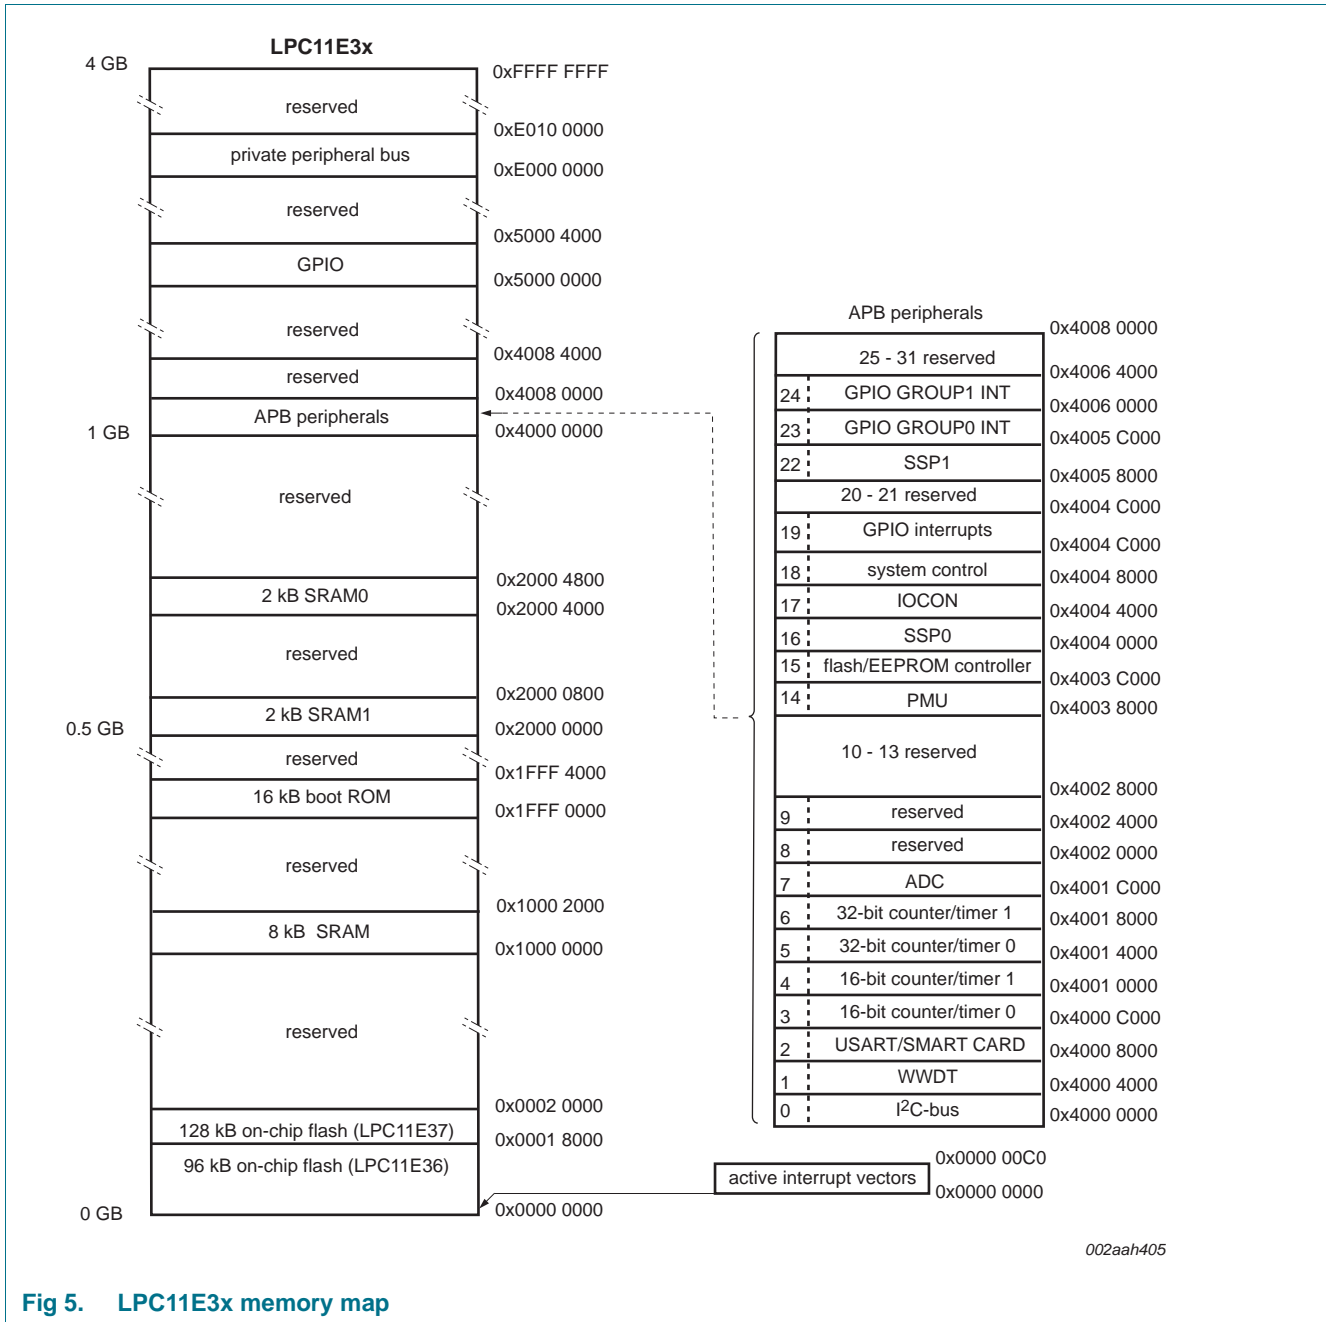 LPC11E3x
4 GB
0xFFFF FFFF
reserved
0xE010 0000
private peripheral bus
0xE000 0000
reserved
0x5000 4000
GPIO
0x5000 0000
reserved
0x4008 4000
reserved
0x4008 0000
APB peripherals
1 GB
0x4000 0000
reserved
0x2000 4800
2 kB SRAM0
0x2000 4000
reserved
0x2000 0800
2 kB SRAM1
0.5 GB
0x2000 0000
reserved
0x1FFF 4000
16 kB boot ROM
0x1FFF 0000
reserved
0x1000 2000
8 kB SRAM
0x1000 0000
reserved
0x0002 0000
128 kB on-chip flash (LPC11E37)
0x0001 8000
96 kB on-chip flash (LPC11E36)
0 GB
0x0000 0000
APB peripherals
0x4008 0000
25 - 31 reserved
0x4006 4000
24 GPIO GROUP1 INT
0x4006 0000
23 GPIO GROUP0 INT
0x4005 C000
22 SSP1
0x4005 8000
20 - 21 reserved
0x4004 C000
19 GPIO interrupts
0x4004 C000
18 system control
0x4004 8000
17 IOCON
0x4004 4000
16 SSP0
0x4004 0000
15 flash/EEPROM controller
0x4003 C000
14 PMU
0x4003 8000
10 - 13 reserved
0x4002 8000
9 reserved
0x4002 4000
8 reserved
0x4002 0000
7 ADC
0x4001 C000
6 32-bit counter/timer 1
0x4001 8000
5 32-bit counter/timer 0
0x4001 4000
4 16-bit counter/timer 1
0x4001 0000
3 16-bit counter/timer 0
0x4000 C000
2 USART/SMART CARD
0x4000 8000
1 WWDT
0x4000 4000
0 I2C-bus
0x4000 0000
0x0000 00C0
active interrupt vectors
0x0000 0000
002aah405
Fig 5. LPC11E3x memory map